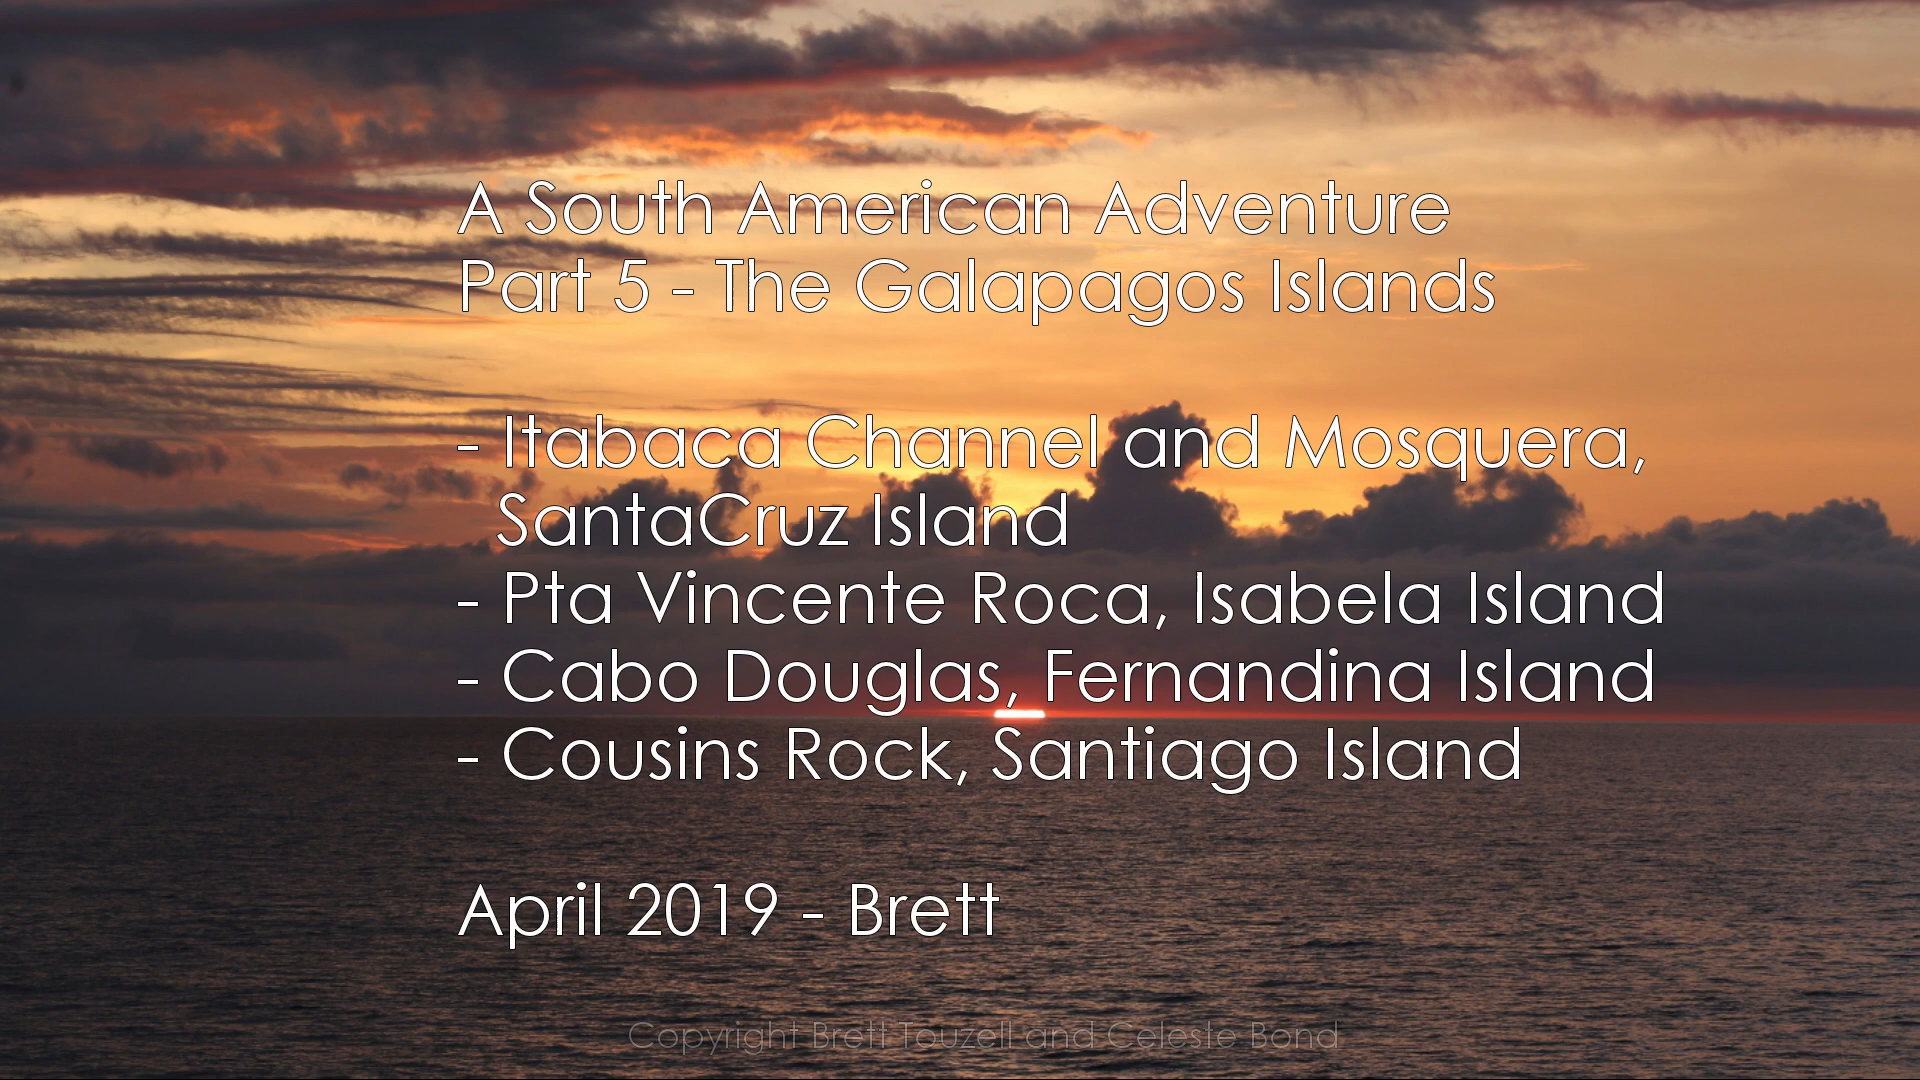 A South American Adventure
Part 5 - The Galapagos Islands
- Itabaca Channel and Mosquera,
SantaCruz Island
- Pta Vincente Roca, Isabela Island
- Cabo Douglas, Fernandina Island
- Cousins Rock, Santiago Island
April 2019 - Brett
Copyright Brett Touzell and Celeste Bond